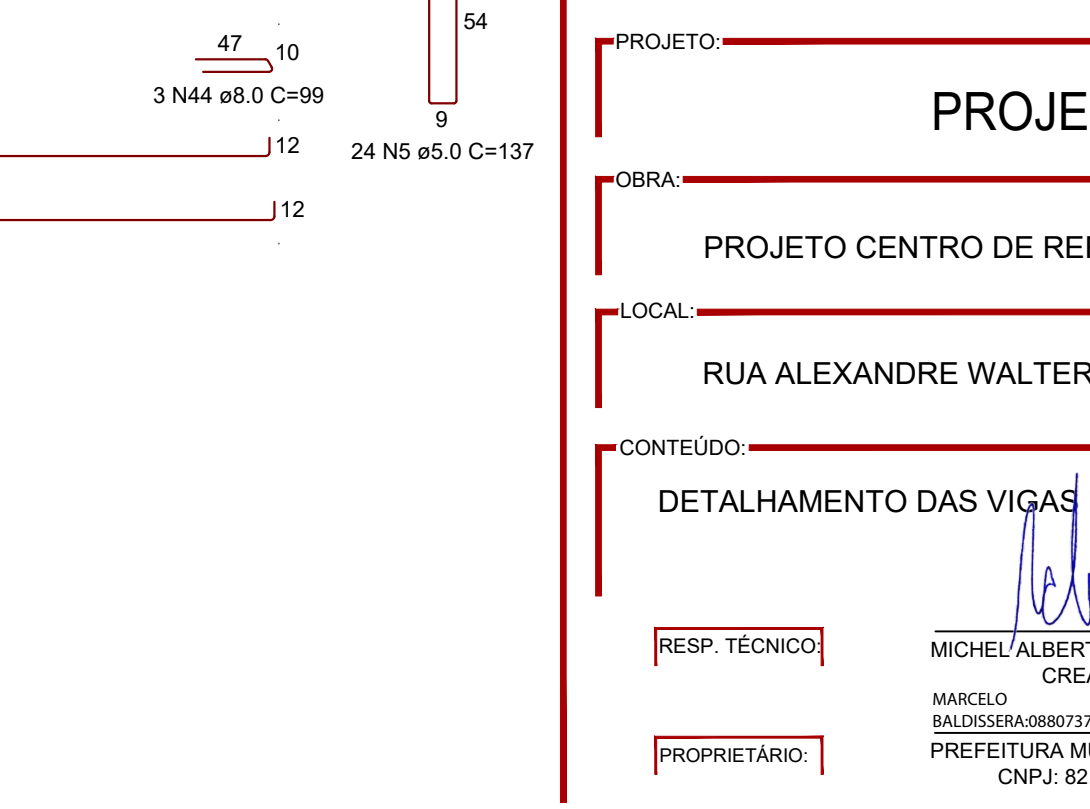 54
47
10
3 N44 ø8.0 C=99
9
12
24 N5 ø5.0 C=137
12
PROJETO:
PROJE
OBRA:
PROJETO CENTRO DE
LOCAL:
RUA ALEXANDRE WALTER
CONTEÚDO:
DETALHAMENTO DAS VIGAS
RESP. TÉCNICO:
MICHEL ALBERT
CREA
MARCELO
BALDISSERA:0880737
PROPRIETÁRIO:
PREFEITURA MU
CNPJ: 82